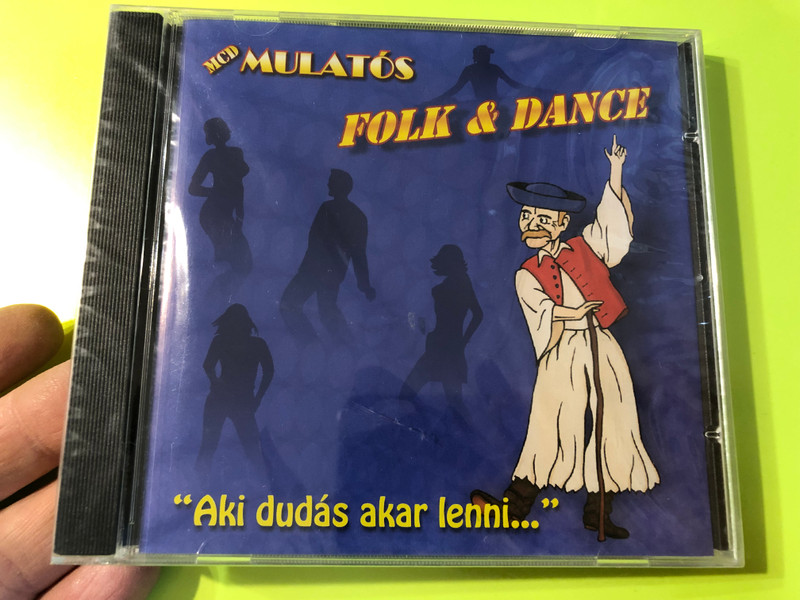 MCD MULATÓS
FOLK & DANCE
“Aki dudás akar lenni...”